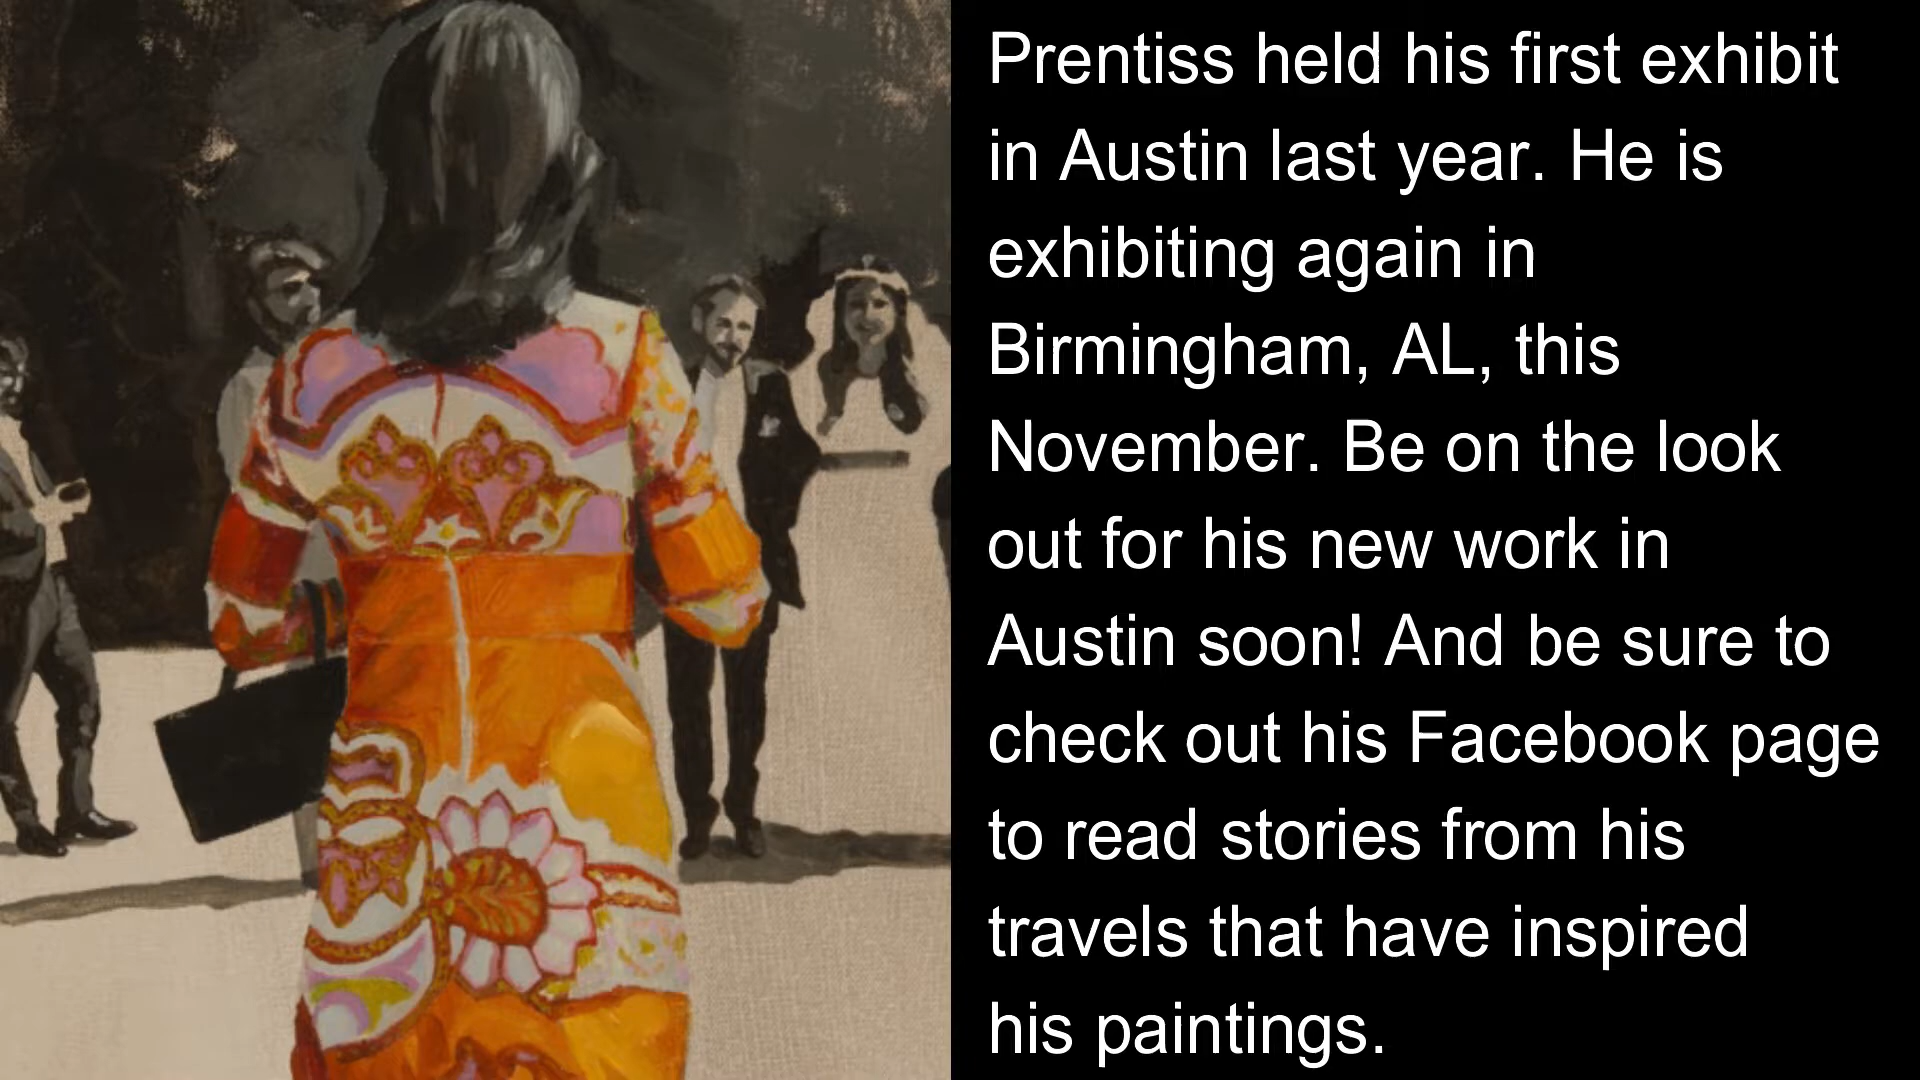 Prentiss held his first exhibit
in Austin last year. He is
exhibiting again in
Birmingham, AL, this
November. Be on the look
out for his new work in
Austin soon! And be sure to
check out his Facebook page
to read stories from his
travels that have inspired
his paintings.